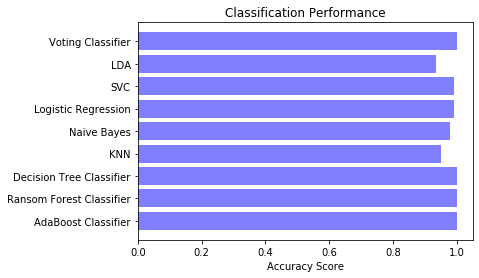 Classification Performance
Voting Classifier
LDA
SVC
Logistic Regression
Naive Bayes
KNN
Decision Tree Classifier
Ransom Forest Classifier
AdaBoost Classifier
0.0 0.2 0.4 0.6 0.8 1.0
Accuracy Score